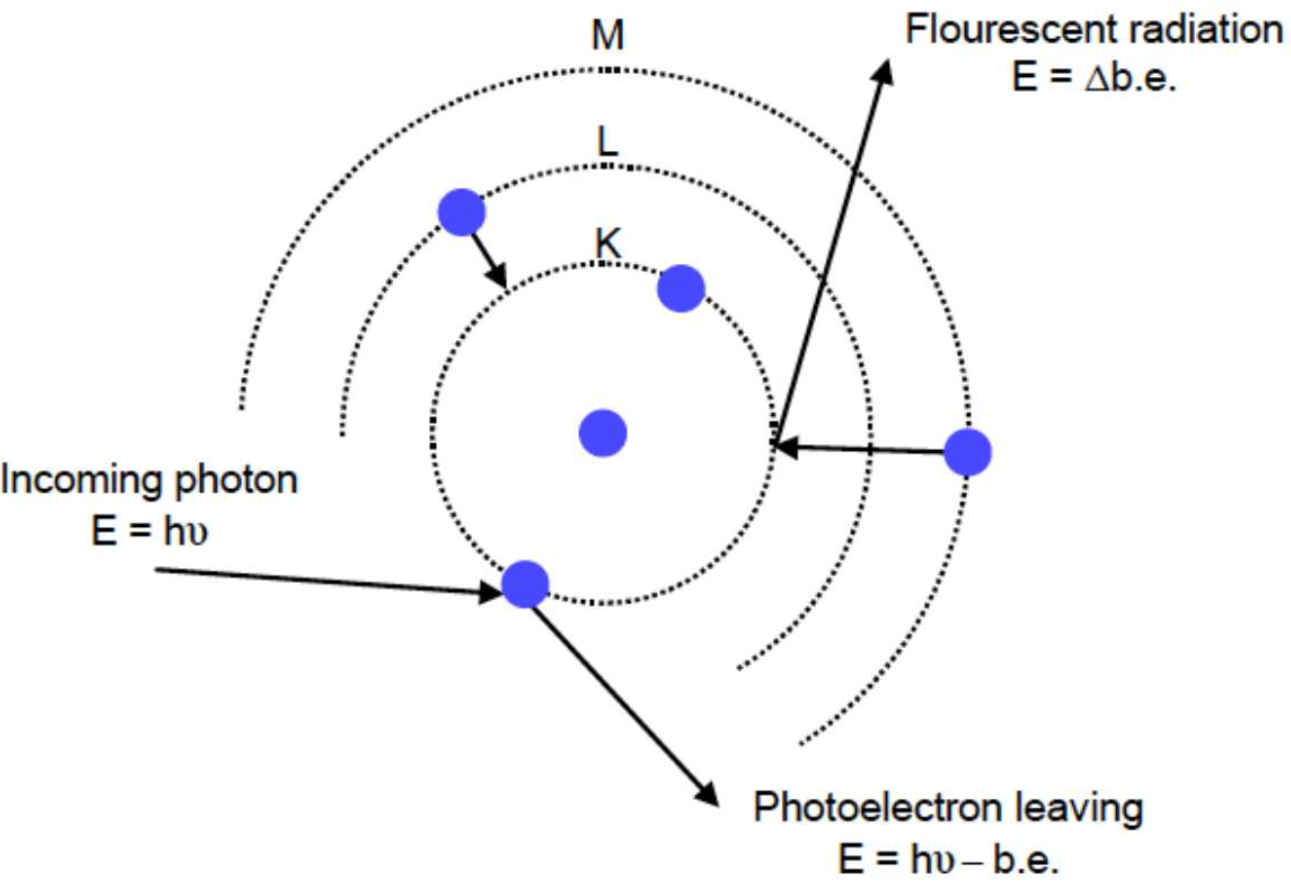 M
Flourescent radiation
E = Δb.e.
L
K
Incoming photon
E = hυ
Photoelectron leaving
E = hυ – b.e.